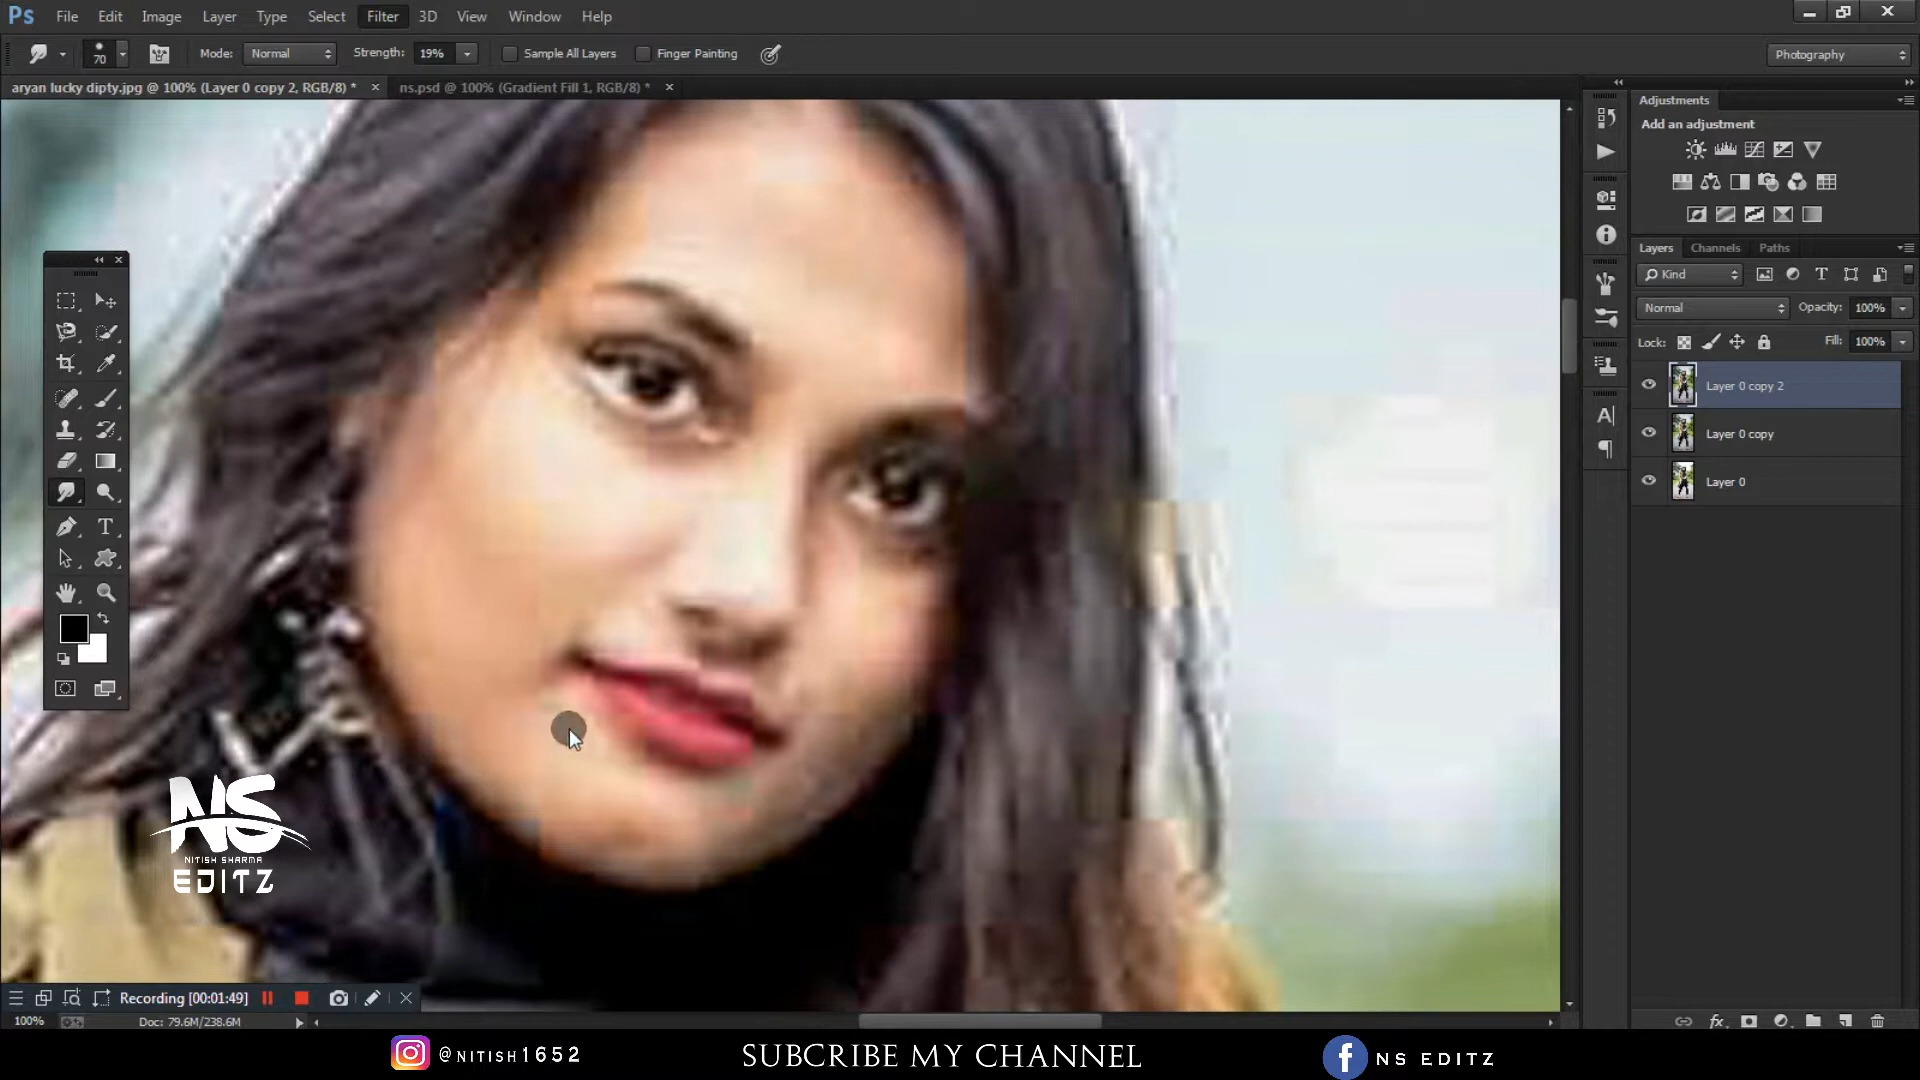 Ps File Edit Image Layer Type Select Filter 3D View Window Help
70 Mode: Normal Strength: 19% Sample All Layers Finger Painting Photography
aryan lucky dipty.jpg @ 100% (Layer 0 copy 2, RGB/8) * ns.psd @ 100% (Gradient Fill 1, RGB/8) *
Adjustments
Add an adjustment
Layers Channels Paths
Kind
Normal Opacity: 100%
Lock: Fill: 100%
Layer 0 copy 2
Layer 0 copy
Layer 0
NS
NITISH SHARMA
EDITZ
Recording [00:01:49]
100% Doc: 79.6M/238.6M
@NITISH1652 SUBCRIBE MY CHANNEL NS EDITZ